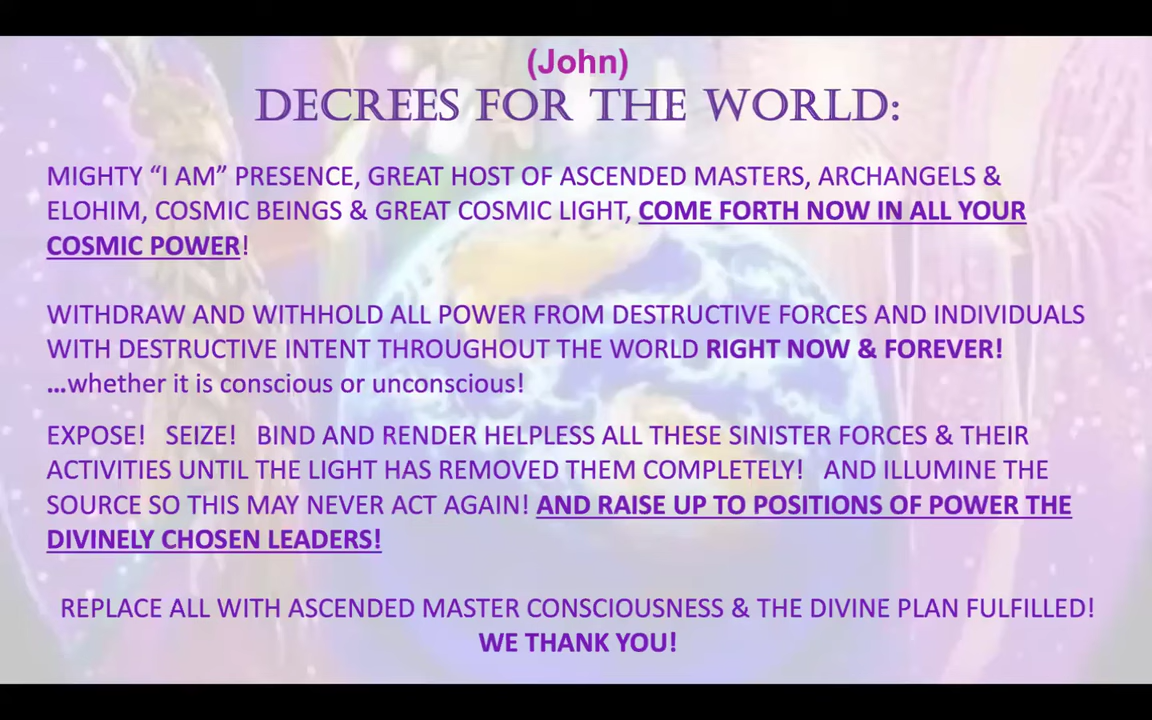 (John)
DECREES FOR THE WORLD:
MIGHTY “I AM” PRESENCE, GREAT HOST OF ASCENDED MASTERS, ARCHANGELS &
ELOHIM, COSMIC BEINGS & GREAT COSMIC LIGHT, COME FORTH NOW IN ALL YOUR
COSMIC POWER!
WITHDRAW AND WITHHOLD ALL POWER FROM DESTRUCTIVE FORCES AND INDIVIDUALS
WITH DESTRUCTIVE INTENT THROUGHOUT THE WORLD RIGHT NOW & FOREVER!
…whether it is conscious or unconscious!
EXPOSE!   SEIZE!   BIND AND RENDER HELPLESS ALL THESE SINISTER FORCES & THEIR
ACTIVITIES UNTIL THE LIGHT HAS REMOVED THEM COMPLETELY!   AND ILLUMINE THE
SOURCE SO THIS MAY NEVER ACT AGAIN! AND RAISE UP TO POSITIONS OF POWER THE
DIVINELY CHOSEN LEADERS!
REPLACE ALL WITH ASCENDED MASTER CONSCIOUSNESS & THE DIVINE PLAN FULFILLED!
WE THANK YOU!